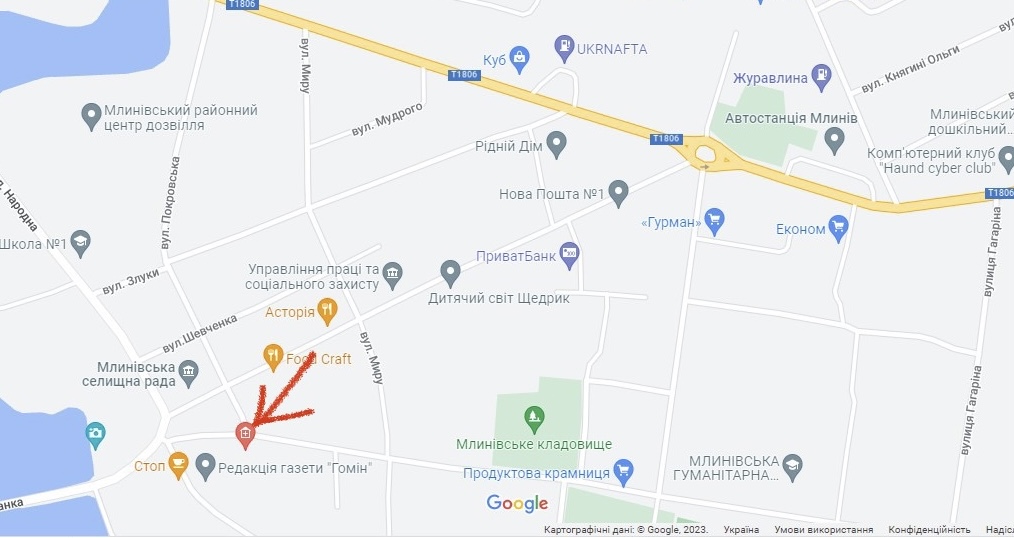 T1806
вул. Миру
Куб
UKRNAFTA
T1806
Журавлина
вул. Княгині Ольги
Млинівський районний
центр дозвілля
вул. Мудрого
Автостанція Млинів
Млинівський
дошкільний...
T1806
Рідній Дім
Комп'ютерний клуб
"Haund cyber club"
вул. Покровська
Народна
Нова Пошта №1
T1806
«Гурман»
Економ
Школа №1
ПриватБанк
вулиця Гагаріна
Управління праці та
соціального захисту
вул. Злуки
Дитячий світ Щедрик
Асторія
вул.Шевченка
Food Craft
вул. Миру
Млинівська
селищна рада
вулиця Гагаріна
Млинівське кладовище
Стоп
Редакція газети "Гомін"
Продуктова крамниця
МЛИНІВСЬКА
ГУМАНІТАРНА...
Google
Картографічні дані: © Google, 2023.
Україна
Умови використання
Конфіденційність
Надісл